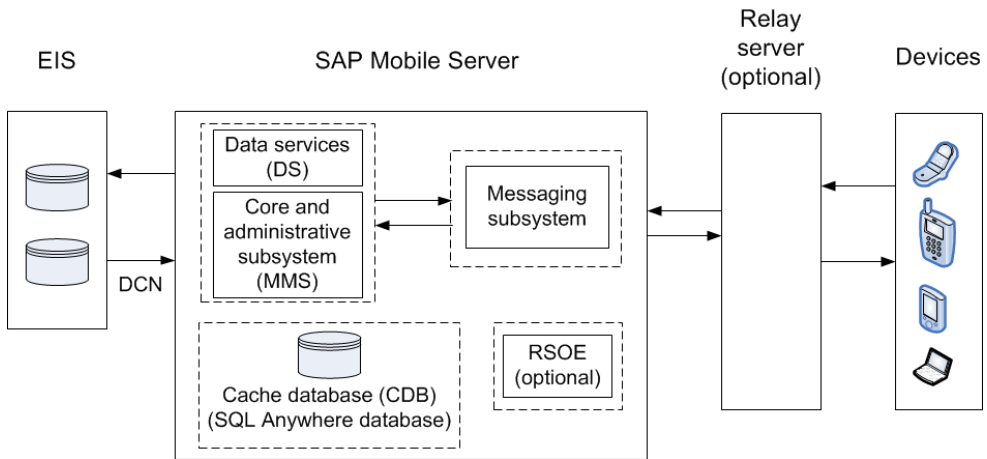 EIS
SAP Mobile Server
Relay
server
(optional)
Devices
DCN
Data services
(DS)
Core and
administrative
subsystem
(MMS)
Messaging
subsystem
Cache database (CDB)
(SQL Anywhere database)
RSOE
(optional)